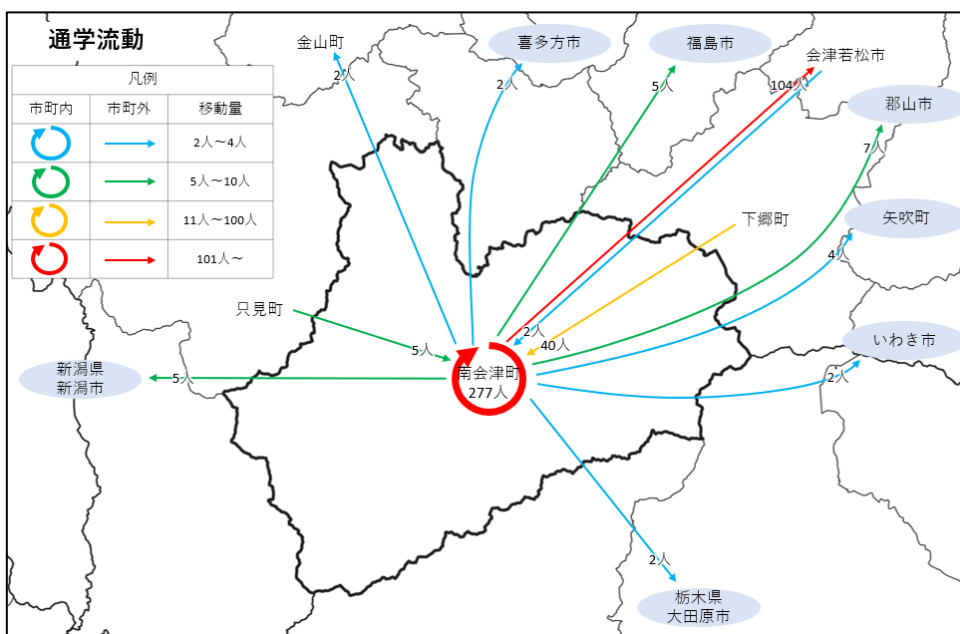 通学流動
凡例
市町内 市町外 移動量
2人～4人
5人～10人
11人～100人
101人～
金山町
2人
喜多方市
2人
福島市
5人
会津若松市
104人
郡山市
7人
矢吹町
4人
下郷町
只見町
2人
40人
5人
いわき市
2人
新潟県
新潟市
5人
南会津町
277人
2人
栃木県
大田原市